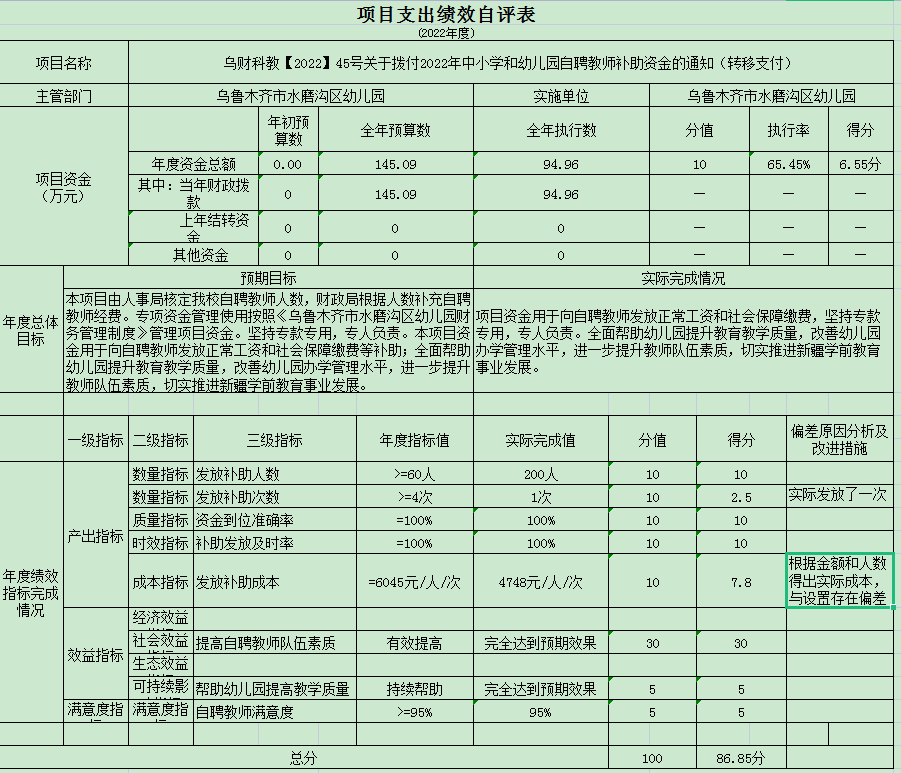 项目支出绩效自评表
(2022年度)
项目名称 乌财科教【2022】45号关于拨付2022年中小学和幼儿园自聘教师补助资金的通知（转移支付）
主管部门 乌鲁木齐市水磨沟区幼儿园 实施单位 乌鲁木齐市水磨沟区幼儿园
项目资金
（万元）
年初预
算数
全年预算数 全年执行数 分值 执行率 得分
年度资金总额 0.00 145.09 94.96 10 65.45% 6.55分
其中：当年财政拨
款
0 145.09 94.96 — — —
上年结转资
金
0 0 0 — — —
其他资金 0 0 0 — — —
年度总体
目标
预期目标 实际完成情况
本项目由人事局核定我校自聘教师人数，财政局根据人数补充自聘
教师经费。专项资金管理使用按照《乌鲁木齐市水磨沟区幼儿园财
务管理制度》管理项目资金。坚持专款专用，专人负责。本项目资
金用于向自聘教师发放正常工资和社会保障缴费等补助；全面帮助
幼儿园提升教育教学质量，改善幼儿园办学管理水平，进一步提升
教师队伍素质，切实推进新疆学前教育事业发展。
项目资金用于向自聘教师发放正常工资和社会保障缴费，坚持专款
专用，专人负责。全面帮助幼儿园提升教育教学质量，改善幼儿园
办学管理水平，进一步提升教师队伍素质，切实推进新疆学前教育
事业发展。
年度绩效
指标完成
情况
一级指标 二级指标 三级指标 年度指标值 实际完成值 分值 得分
偏差原因分析及
改进措施
产出指标
数量指标 发放补助人数 >=60人 200人 10 10
数量指标 发放补助次数 >=4次 1次 10 2.5 实际发放了一次
质量指标 资金到位准确率 =100% 100% 10 10
时效指标 补助发放及时率 =100% 100% 10 10
成本指标 发放补助成本 =6045元/人/次 4748元/人/次 10 7.8
根据金额和人数
得出实际成本，
与设置存在偏差
效益指标
经济效益
社会效益 提高自聘教师队伍素质 有效提高 完全达到预期效果 30 30
生态效益
可持续影 帮助幼儿园提高教学质量 持续帮助 完全达到预期效果 5 5
满意度指 满意度指 自聘教师满意度 >=95% 95% 5 5
总分 100 86.85分